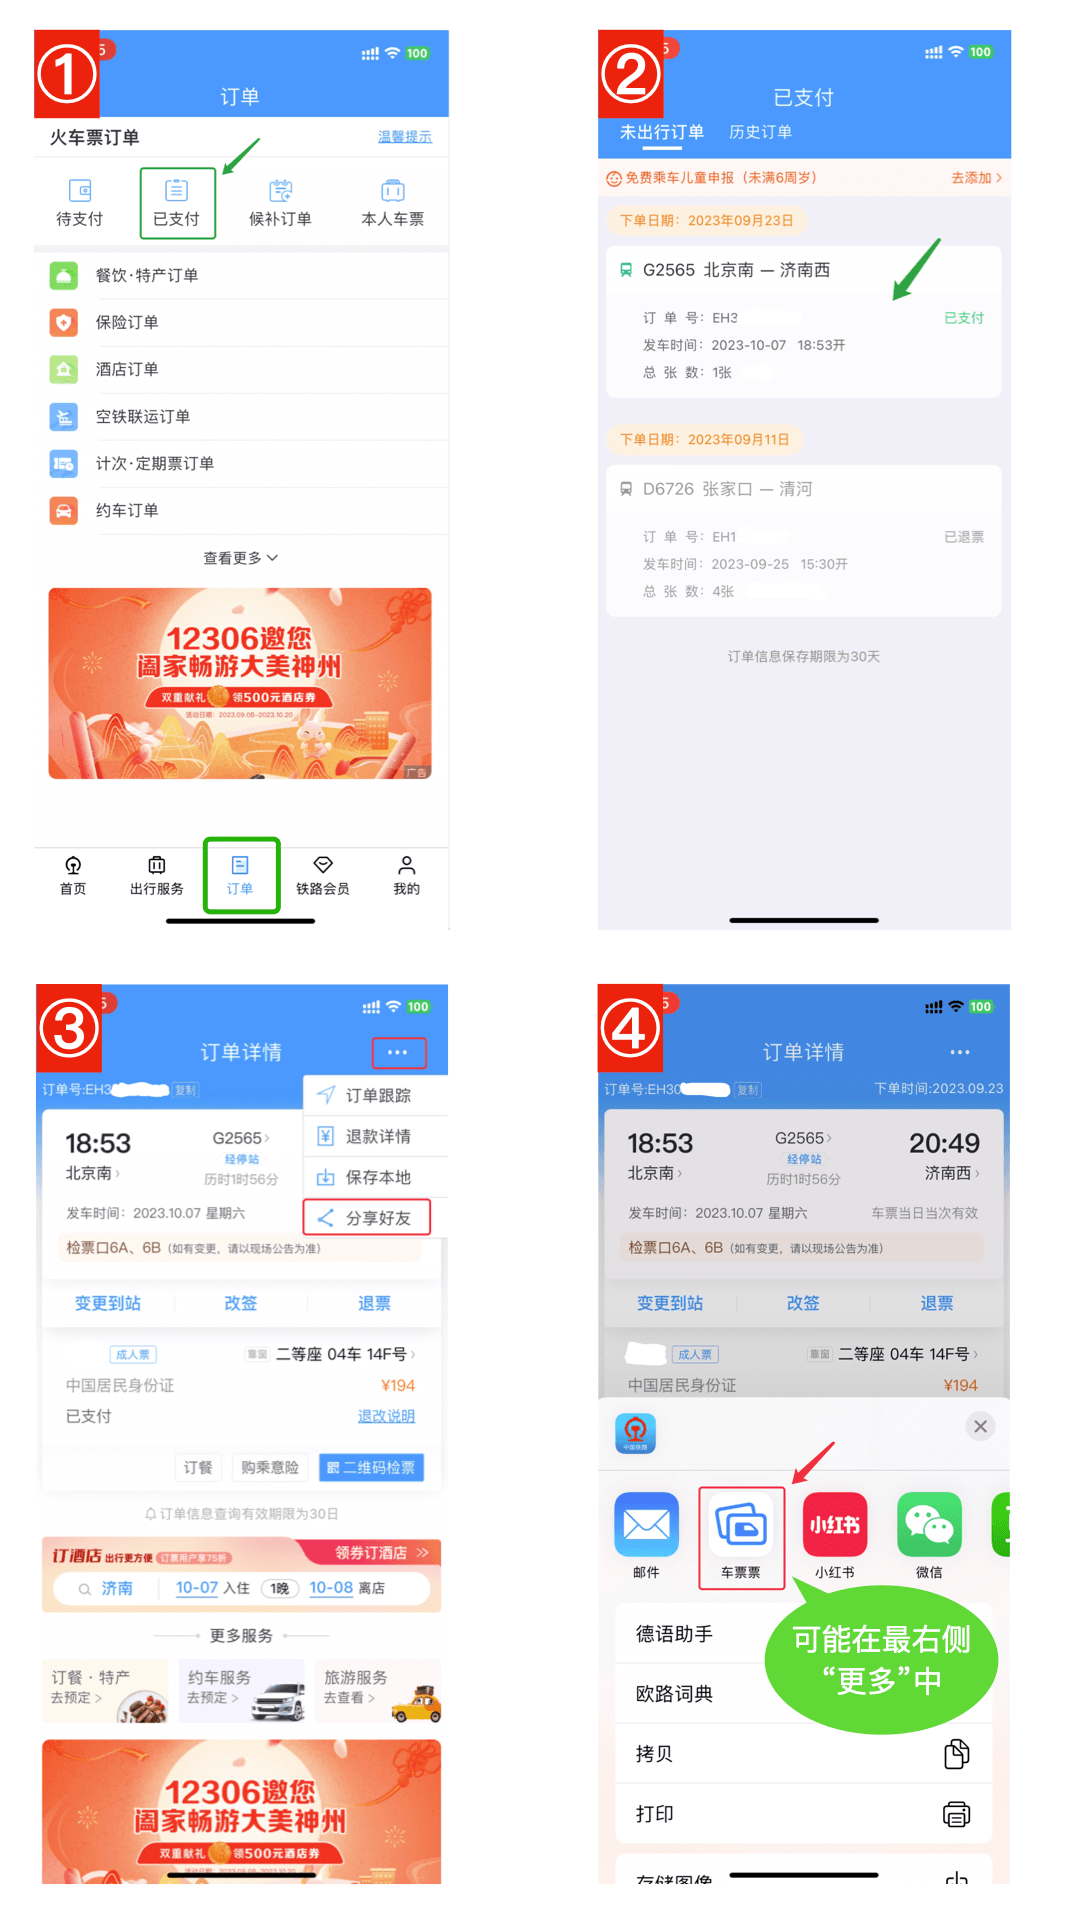 ①
5
100
订单
火车票订单
温馨提示
待支付
已支付
候补订单
本人车票
餐饮·特产订单
保险订单
酒店订单
空铁联运订单
计次·定期票订单
约车订单
查看更多
12306邀您
阖家畅游大美神州
双重献礼 领500元酒店券
活动日期：2023.09.08-2023.10.20
广告
首页
出行服务
订单
铁路会员
我的
②
5
100
已支付
未出行订单
历史订单
免费乘车儿童申报（未满6周岁）
去添加
下单日期：2023年09月23日
G2565 北京南 — 济南西
订 单 号：EH3
已支付
发车时间：2023-10-07 18:53开
总 张 数：1张
下单日期：2023年09月11日
D6726 张家口 — 清河
订 单 号：EH1
已退票
发车时间：2023-09-25 15:30开
总 张 数：4张
订单信息保存期限为30天
③
5
100
订单详情
订单号:EH3
复制
订单跟踪
退款详情
保存本地
分享好友
18:53
北京南
G2565
经停站
历时1时56分
发车时间：2023.10.07 星期六
检票口6A、6B（如有变更，请以现场公告为准）
变更到站
改签
退票
成人票
靠窗
二等座 04车 14F号
中国居民身份证
¥194
已支付
退改说明
订餐
购乘意险
二维码检票
订单信息查询有效期限为30日
订酒店 出行更方便 订票用户享75折
领券订酒店
济南
10-07 入住
1晚
10-08 离店
更多服务
订餐·特产
去预定
约车服务
去预定
旅游服务
去查看
12306邀您
阖家畅游大美神州
双重献礼 领500元酒店券
④
5
100
订单详情
订单号:EH30
复制
下单时间:2023.09.23
18:53
北京南
G2565
经停站
历时1时56分
20:49
济南西
发车时间：2023.10.07 星期六
车票当日当次有效
检票口6A、6B（如有变更，请以现场公告为准）
变更到站
改签
退票
成人票
靠窗
二等座 04车 14F号
中国居民身份证
¥194
中国铁路
小红书
邮件
车票票
小红书
微信
可能在最右侧
“更多”中
德语助手
欧路词典
拷贝
打印
存储图像